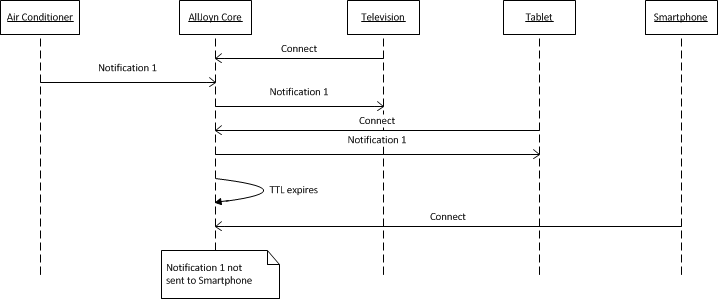 Air Conditioner
AllJoyn Core
Television
Tablet
Smartphone
Connect
Notification 1
Notification 1
Connect
Notification 1
TTL expires
Connect
Notification 1 not
sent to Smartphone